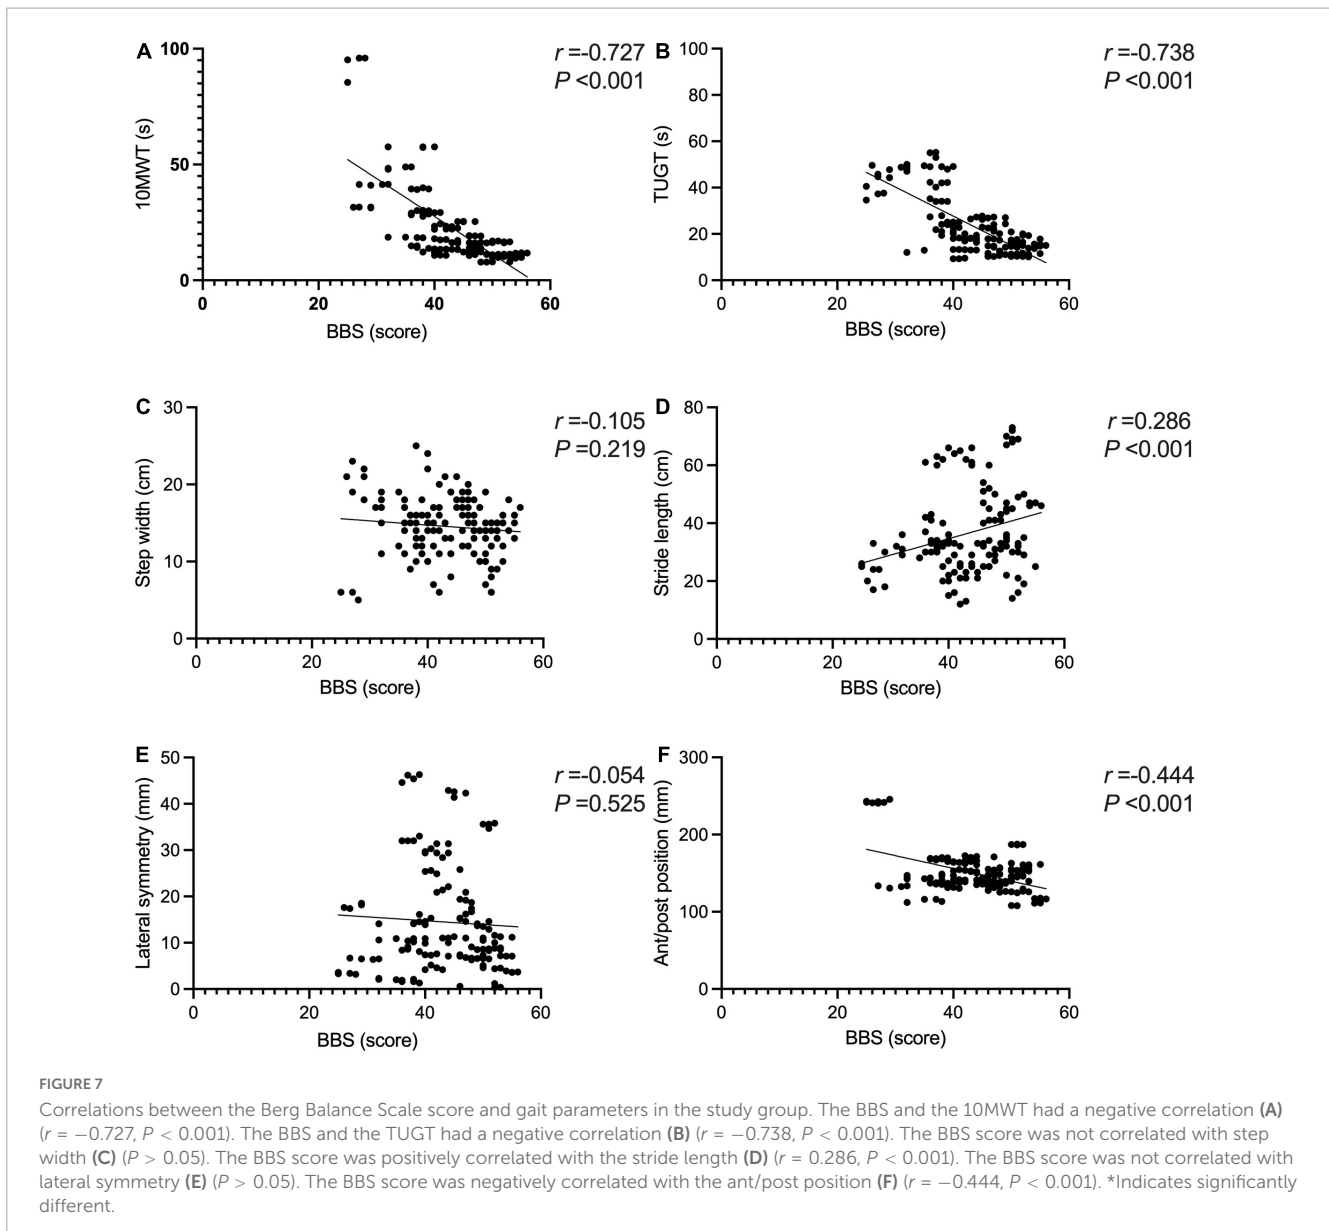 A
r=-0.727
P<0.001
100
50
0
10MWT (s)
0 20 40 60
BBS (score)
B
r=-0.738
P<0.001
100
80
60
40
20
0
TUGT (s)
0 20 40 60
BBS (score)
C
r=-0.105
P=0.219
30
20
10
0
Step width (cm)
0 20 40 60
BBS (score)
D
r=0.286
P<0.001
80
60
40
20
0
Stride length (cm)
0 20 40 60
BBS (score)
E
r=-0.054
P=0.525
50
40
30
20
10
0
Lateral symmetry (mm)
0 20 40 60
BBS (score)
F
r=-0.444
P<0.001
300
200
100
0
Ant/post position (mm)
0 20 40 60
BBS (score)
FIGURE 7
Correlations between the Berg Balance Scale score and gait parameters in the study group. The BBS and the 10MWT had a negative correlation (A)
(r = −0.727, P < 0.001). The BBS and the TUGT had a negative correlation (B) (r = −0.738, P < 0.001). The BBS score was not correlated with step
width (C) (P > 0.05). The BBS score was positively correlated with the stride length (D) (r = 0.286, P < 0.001). The BBS score was not correlated with
lateral symmetry (E) (P > 0.05). The BBS score was negatively correlated with the ant/post position (F) (r = −0.444, P < 0.001). *Indicates significantly
different.